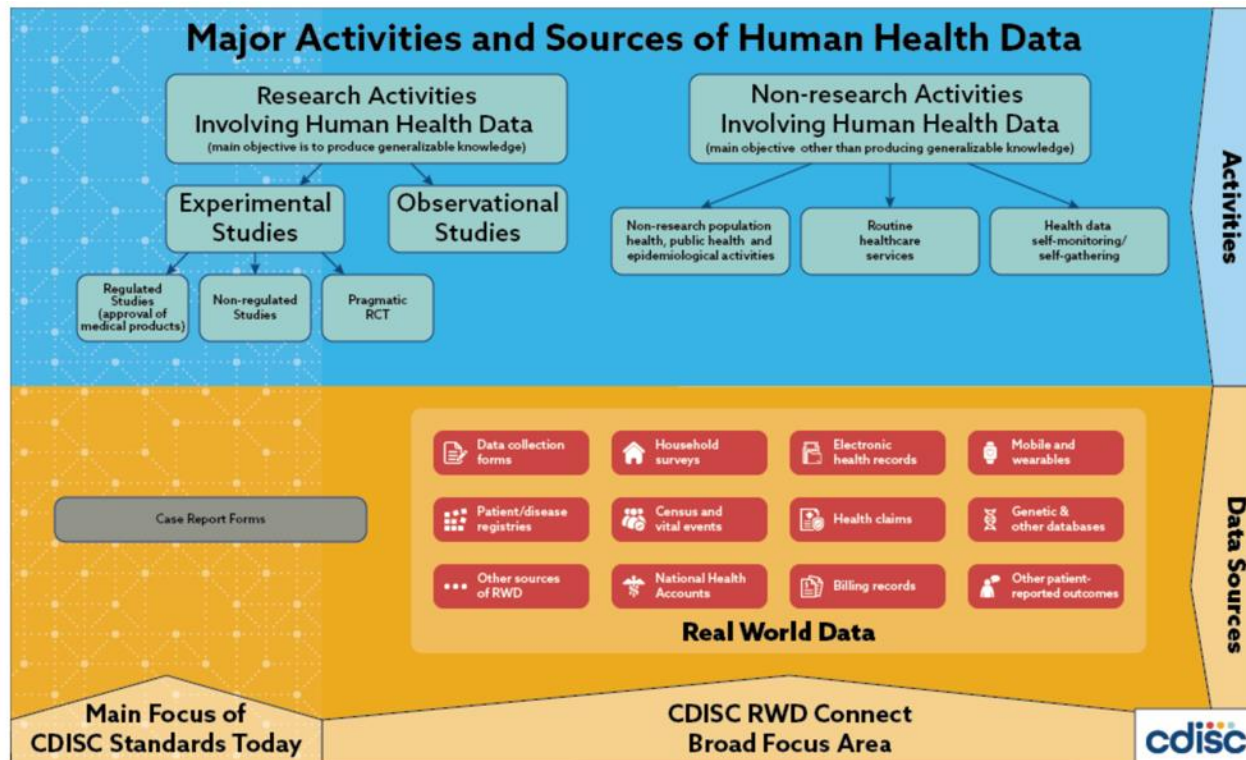 Major Activities and Sources of Human Health Data
Research Activities
Involving Human Health Data
(main objective is to produce generalizable knowledge)
Non-research Activities
Involving Human Health Data
(main objective other than producing generalizable knowledge)
Experimental
Studies
Observational
Studies
Non-research population
health, public health and
epidemiological activities
Routine
healthcare
services
Health data
self-monitoring/
self-gathering
Regulated
Studies
(approval of
medical products)
Non-regulated
Studies
Pragmatic
RCT
Activities
Data collection
forms
Household
surveys
Electronic
health records
Mobile and
wearables
Case Report Forms
Patient/disease
registries
Census and
vital events
Health claims
Genetic &
other databases
Other sources
of RWD
National Health
Accounts
Billing records
Other patient-
reported outcomes
Real World Data
Data Sources
Main Focus of
CDISC Standards Today
CDISC RWD Connect
Broad Focus Area
cdisc